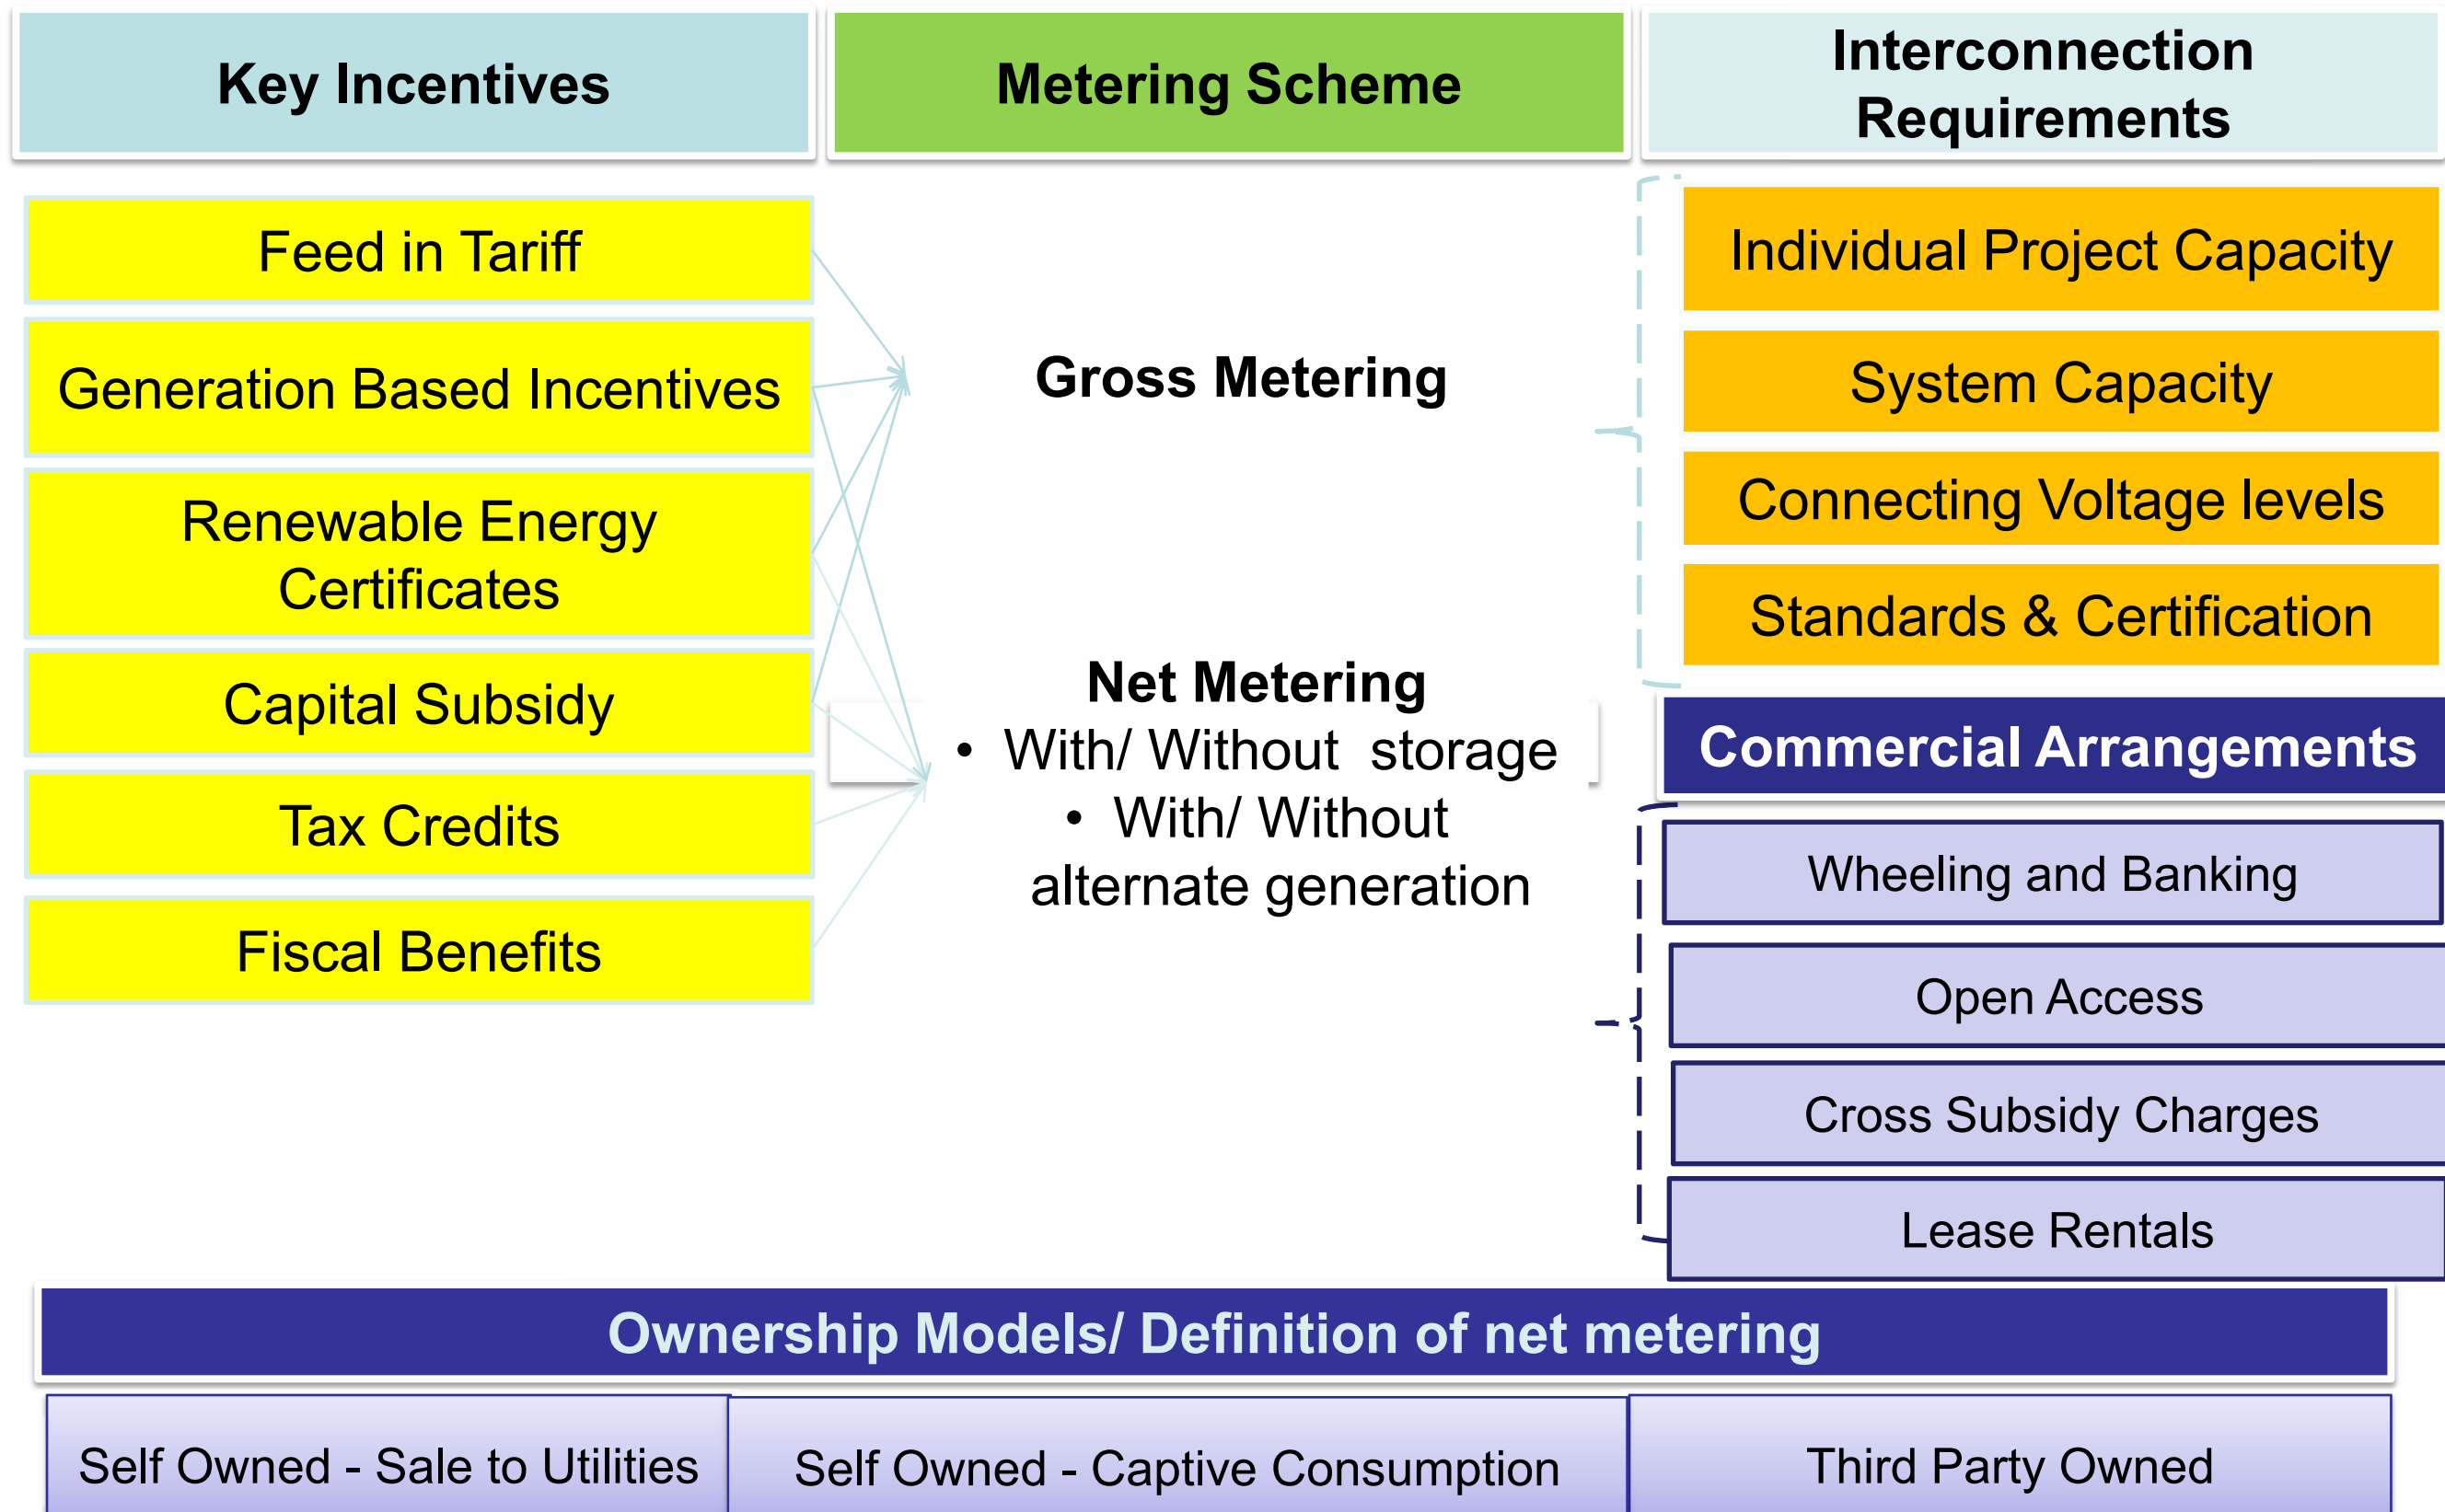 Key Incentives
Metering Scheme
Interconnection
Requirements
Feed in Tariff
Generation Based Incentives
Renewable Energy
Certificates
Capital Subsidy
Tax Credits
Fiscal Benefits
Gross Metering
Net Metering
• With/ Without storage
• With/ Without
alternate generation
Individual Project Capacity
System Capacity
Connecting Voltage levels
Standards & Certification
Commercial Arrangements
Wheeling and Banking
Open Access
Cross Subsidy Charges
Lease Rentals
Ownership Models/ Definition of net metering
Self Owned - Sale to Utilities
Self Owned - Captive Consumption
Third Party Owned